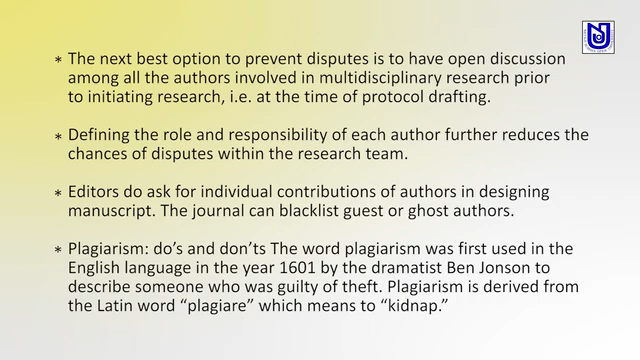 * The next best option to prevent disputes is to have open discussion
among all the authors involved in multidisciplinary research prior
to initiating research, i.e. at the time of protocol drafting.
* Defining the role and responsibility of each author further reduces the
chances of disputes within the research team.
* Editors do ask for individual contributions of authors in designing
manuscript. The journal can blacklist guest or ghost authors.
* Plagiarism: do’s and don’ts The word plagiarism was first used in the
English language in the year 1601 by the dramatist Ben Jonson to
describe someone who was guilty of theft. Plagiarism is derived from
the Latin word “plagiare” which means to “kidnap.”